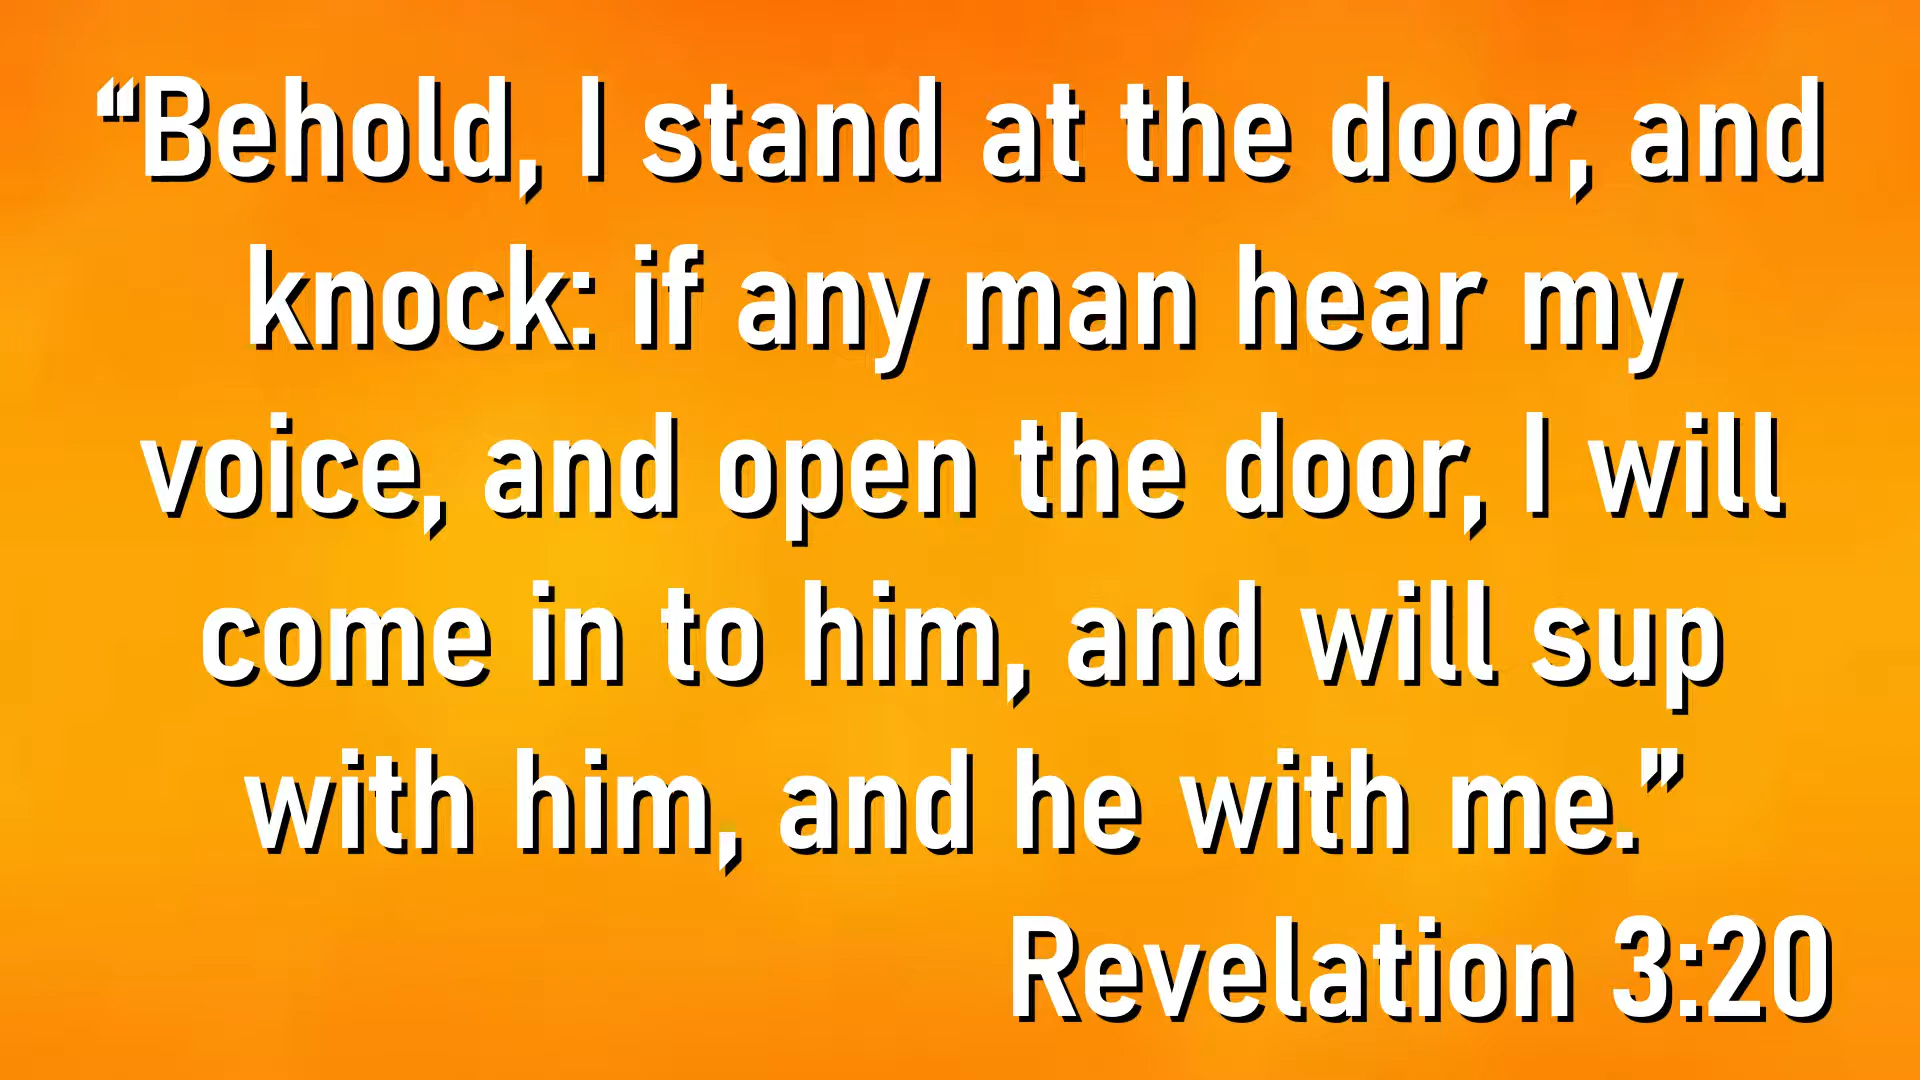 “Behold, I stand at the door, and
knock: if any man hear my
voice, and open the door, I will
come in to him, and will sup
with him, and he with me.”
Revelation 3:20